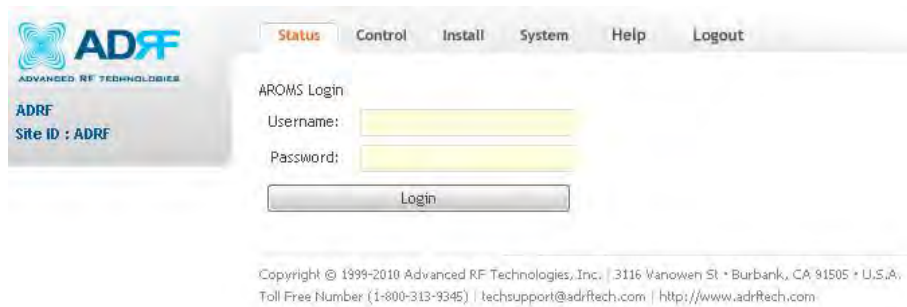 ADRF
ADVANCED RF TECHNOLOGIES
ADRF
Site ID : ADRF
Status Control Install System Help Logout
AROMS Login
Username:
Password:
Login
Copyright © 1999-2010 Advanced RF Technologies, Inc. | 3116 Vanowen St • Burbank, CA 91505 • U.S.A.
Toll Free Number (1-800-313-9345) | techsupport@adrftech.com | http://www.adrftech.com